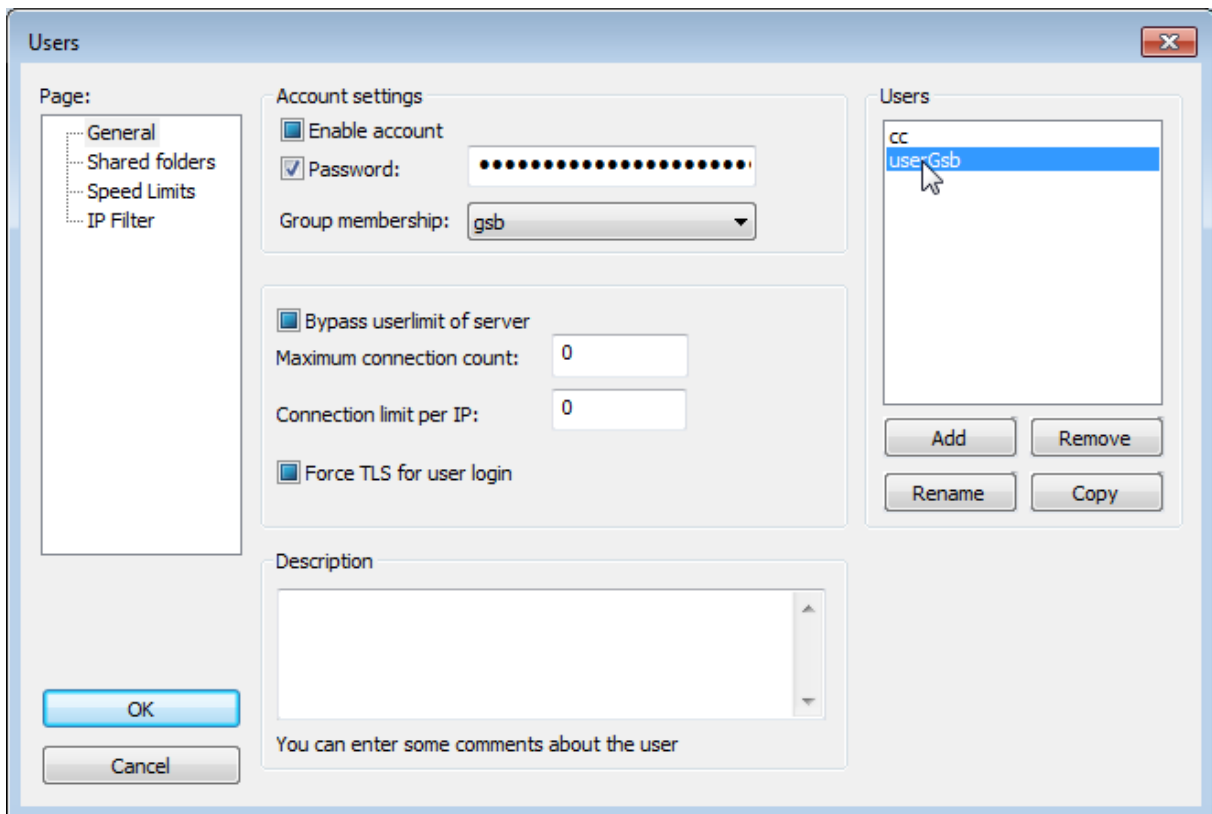 Users
Page:
General
Shared folders
Speed Limits
IP Filter
OK
Cancel
Account settings
Enable account
Password:
Group membership: gsb
Bypass userlimit of server
Maximum connection count: 0
Connection limit per IP: 0
Force TLS for user login
Description
You can enter some comments about the user
Users
cc
userGsb
Add Remove
Rename Copy